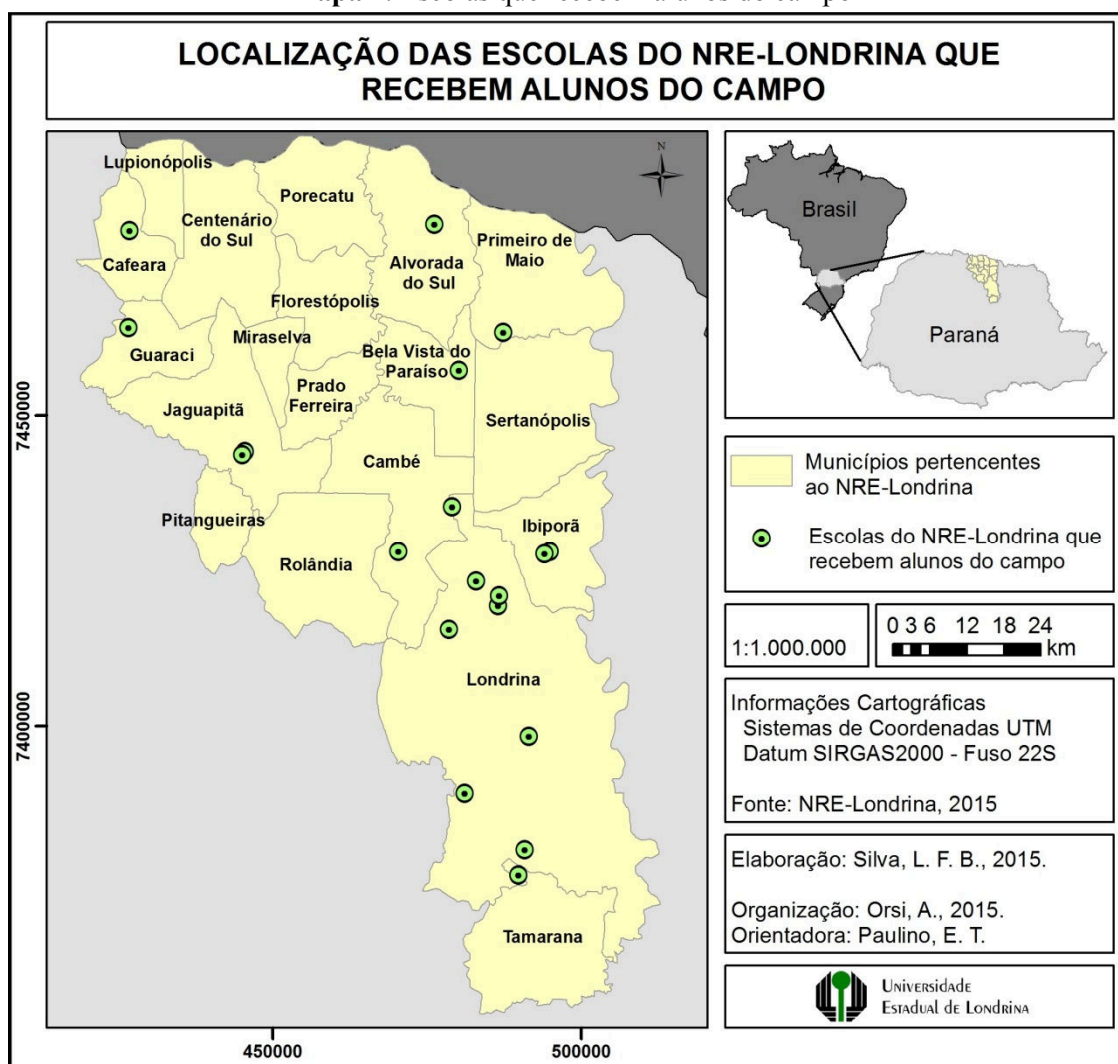 LOCALIZAÇÃO DAS ESCOLAS DO NRE-LONDRINA QUE
RECEBEM ALUNOS DO CAMPO
N
Lupionópolis
Porecatu
Centenário
do Sul
Cafeara
Alvorada
do Sul
Primeiro de
Maio
Florestópolis
Guaraci
Miraselva
Bela Vista do
Paraíso
Prado
Ferreira
Jaguapitã
Sertanópolis
Cambé
Pitangueiras
Ibiporã
Rolândia
Londrina
Tamarana
7450000
7400000
450000
500000
Brasil
Paraná
Municípios pertencentes
ao NRE-Londrina
Escolas do NRE-Londrina que
recebem alunos do campo
1:1.000.000
0 3 6 12 18 24
km
Informações Cartográficas
Sistemas de Coordenadas UTM
Datum SIRGAS2000 - Fuso 22S
Fonte: NRE-Londrina, 2015
Elaboração: Silva, L. F. B., 2015.
Organização: Orsi, A., 2015.
Orientadora: Paulino, E. T.
Universidade
Estadual de Londrina